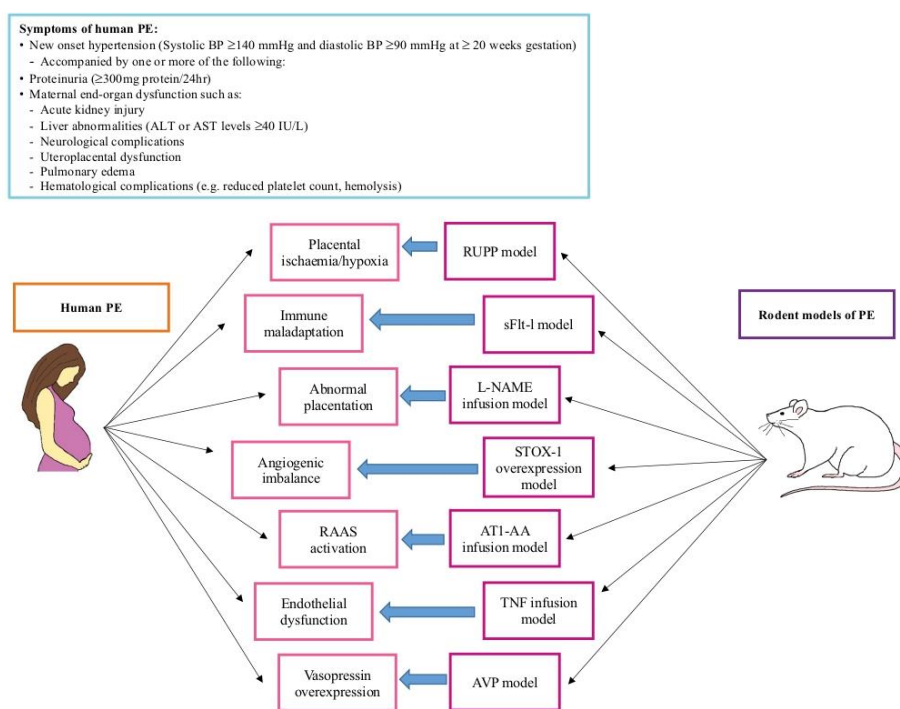 Symptoms of human PE:
• New onset hypertension (Systolic BP ≥140 mmHg and diastolic BP ≥90 mmHg at ≥ 20 weeks gestation)
- Accompanied by one or more of the following:
• Proteinuria (≥300mg protein/24hr)
• Maternal end-organ dysfunction such as:
- Acute kidney injury
- Liver abnormalities (ALT or AST levels ≥40 IU/L)
- Neurological complications
- Uteroplacental dysfunction
- Pulmonary edema
- Hematological complications (e.g. reduced platelet count, hemolysis)
Human PE
Placental
ischaemia/hypoxia
RUPP model
Immune
maladaptation
sFlt-l model
Abnormal
placentation
L-NAME
infusion model
Angiogenic
imbalance
STOX-1
overexpression
model
RAAS
activation
AT1-AA
infusion model
Endothelial
dysfunction
TNF infusion
model
Vasopressin
overexpression
AVP model
Rodent models of PE